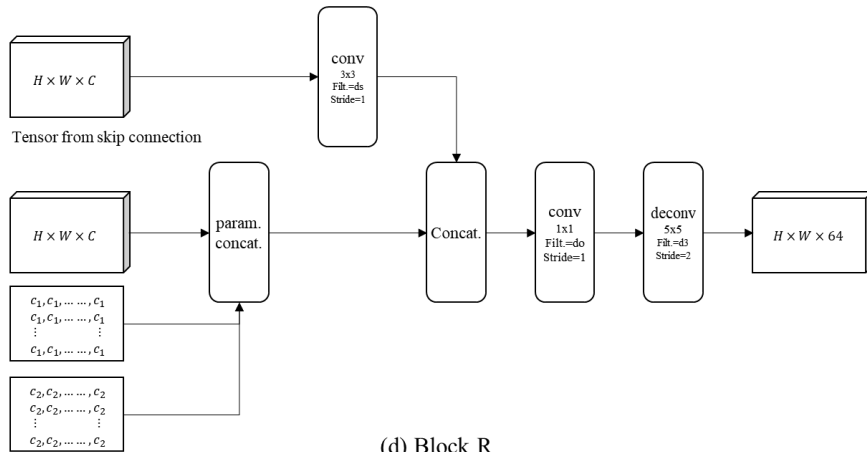 conv
3x3
Filt.=ds
Stride=1
H × W × C
Tensor from skip connection
H × W × C
param.
concat.
Concat.
conv
1x1
Filt.=do
Stride=1
deconv
5x5
Filt.=d3
Stride=2
H × W × 64
c₁, c₁, … … , c₁
c₁, c₁, … … , c₁
⋮ ⋮
c₁, c₁, … … , c₁
c₂, c₂, … … , c₂
c₂, c₂, … … , c₂
⋮ ⋮
c₂, c₂, … … , c₂
(d) Block R